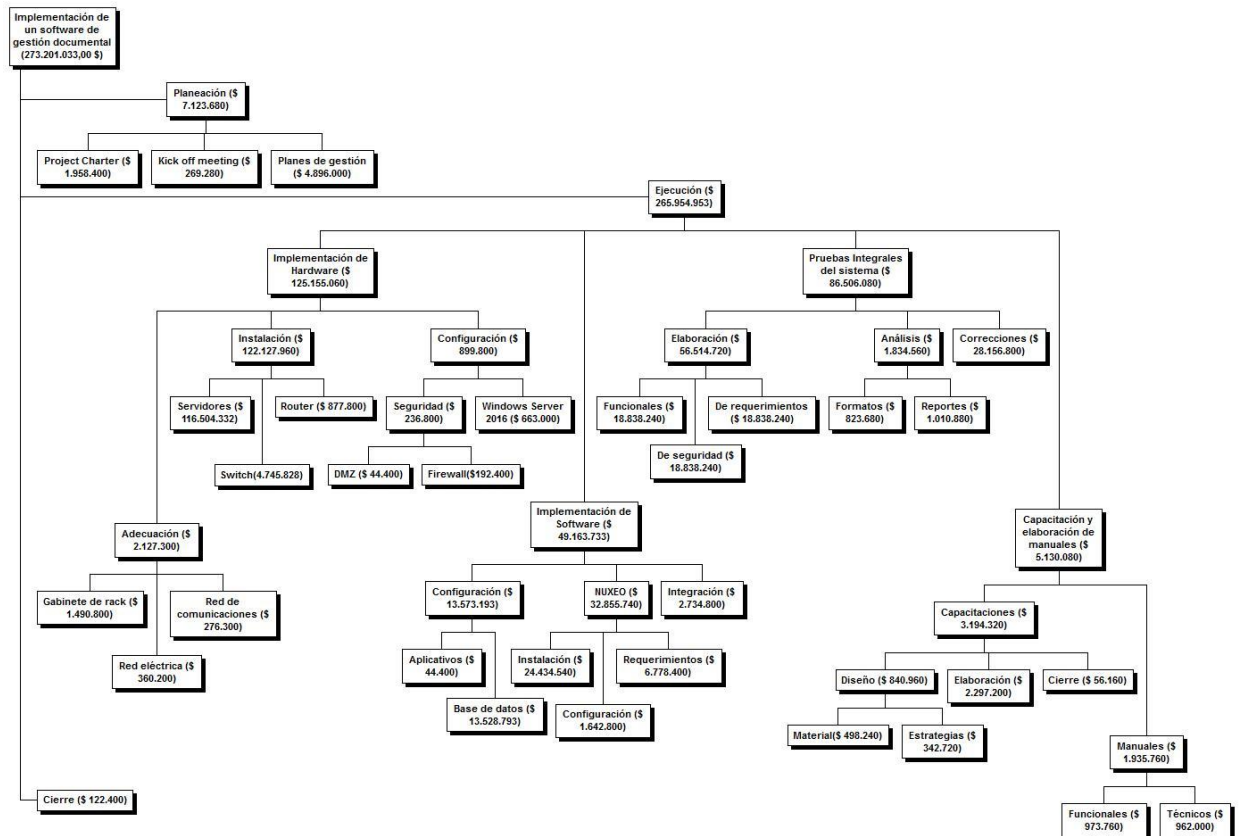 Implementación de
un software de
gestión documental
(273.201.033,00 $)
Planeación ($
7.123.680)
Project Charter ($
1.958.400)
Kick off meeting ($
269.280)
Planes de gestión
($ 4.896.000)
Ejecución ($
265.954.953)
Implementación de
Hardware ($
125.155.060)
Pruebas Integrales
del sistema ($
86.506.080)
Instalación ($
122.127.960)
Configuración ($
899.800)
Elaboración ($
56.514.720)
Análisis ($
1.834.560)
Correcciones ($
28.156.800)
Servidores ($
116.504.332)
Router ($ 877.800)
Seguridad ($
236.800)
Windows Server
2016 ($ 663.000)
Funcionales ($
18.838.240)
De requerimientos
($ 18.838.240)
Formatos ($
823.680)
Reportes ($
1.010.880)
De seguridad ($
18.838.240)
Switch(4.745.828)
DMZ ($ 44.400)
Firewall($192.400)
Implementación de
Software ($
49.163.733)
Capacitación y
elaboración de
manuales ($
5.130.080)
Adecuación ($
2.127.300)
Gabinete de rack ($
1.490.800)
Red de
comunicaciones ($
276.300)
Red eléctrica ($
360.200)
Configuración ($
13.573.193)
NUXEO ($
32.855.740)
Integración ($
2.734.800)
Capacitaciones ($
3.194.320)
Aplicativos ($
44.400)
Instalación ($
24.434.540)
Requerimientos ($
6.778.400)
Base de datos ($
13.528.793)
Configuración ($
1.642.800)
Diseño ($ 840.960)
Elaboración ($
2.297.200)
Cierre ($ 56.160)
Material($ 498.240)
Estrategias ($
342.720)
Manuales ($
1.935.760)
Cierre ($ 122.400)
Funcionales ($
973.760)
Técnicos ($
962.000)